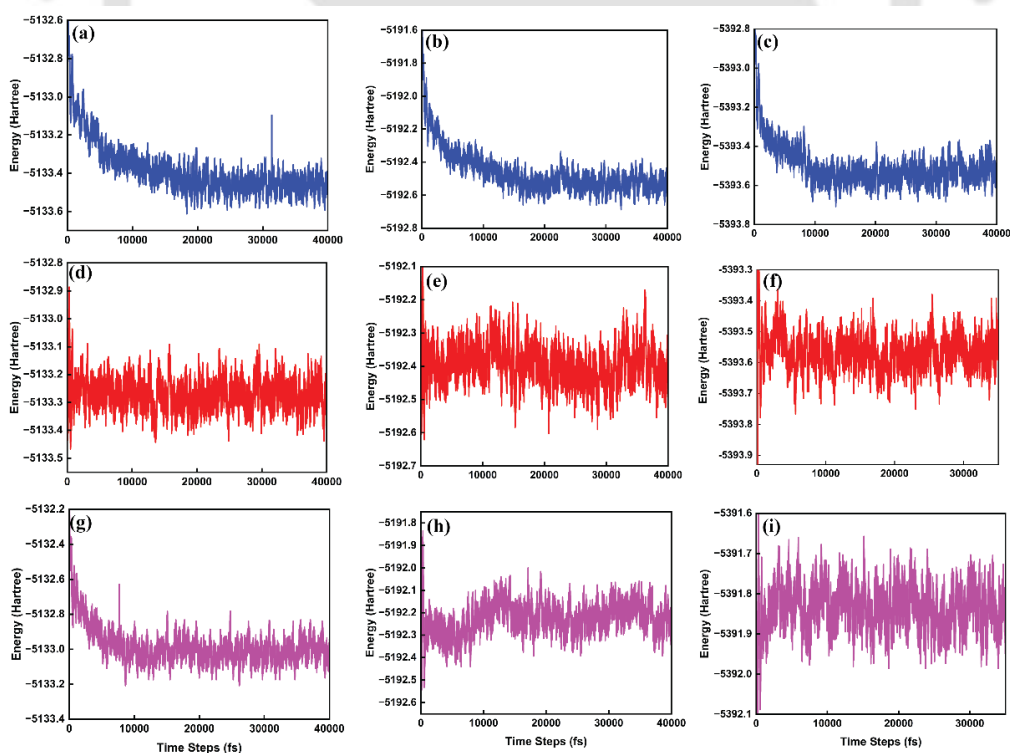 (a)
Energy (Hartree)
−5132.6
−5132.8
−5133.0
−5133.2
−5133.4
−5133.6
0 10000 20000 30000 40000
(b)
Energy (Hartree)
−5191.6
−5191.8
−5192.0
−5192.2
−5192.4
−5192.6
−5192.8
0 10000 20000 30000 40000
(c)
Energy (Hartree)
−5392.8
−5393.0
−5393.2
−5393.4
−5393.6
−5393.8
0 10000 20000 30000 40000
(d)
Energy (Hartree)
−5132.8
−5132.9
−5133.0
−5133.1
−5133.2
−5133.3
−5133.4
−5133.5
0 10000 20000 30000 40000
(e)
Energy (Hartree)
−5192.1
−5192.2
−5192.3
−5192.4
−5192.5
−5192.6
−5192.7
0 10000 20000 30000 40000
(f)
Energy (Hartree)
−5393.3
−5393.4
−5393.5
−5393.6
−5393.7
−5393.8
−5393.9
0 10000 20000 30000
(g)
Energy (Hartree)
−5132.2
−5132.4
−5132.6
−5132.8
−5133.0
−5133.2
−5133.4
0 10000 20000 30000 40000
Time Steps (fs)
(h)
Energy (Hartree)
−5191.8
−5191.9
−5192.0
−5192.1
−5192.2
−5192.3
−5192.4
−5192.5
−5192.6
0 10000 20000 30000 40000
Time Steps (fs)
(i)
Energy (Hartree)
−5391.6
−5391.7
−5391.8
−5391.9
−5392.0
−5392.1
0 10000 20000 30000
Time Steps (fs)